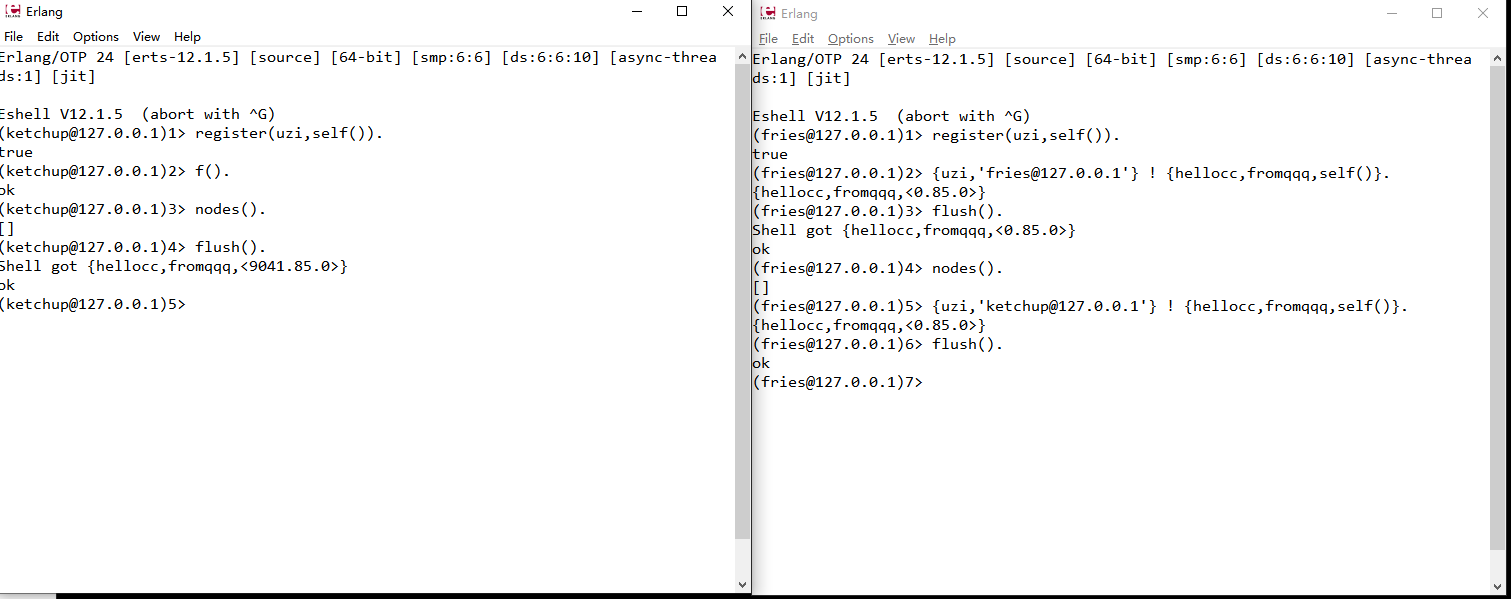 Erlang
File Edit Options View Help
Erlang/OTP 24 [erts-12.1.5] [source] [64-bit] [smp:6:6] [ds:6:6:10] [async-threa
ds:1] [jit]
Eshell V12.1.5  (abort with ^G)
(ketchup@127.0.0.1)1> register(uzi,self()).
true
(ketchup@127.0.0.1)2> f().
ok
(ketchup@127.0.0.1)3> nodes().
[]
(ketchup@127.0.0.1)4> flush().
Shell got {hellocc,fromqqq,<9041.85.0>}
ok
(ketchup@127.0.0.1)5>
Erlang
File Edit Options View Help
Erlang/OTP 24 [erts-12.1.5] [source] [64-bit] [smp:6:6] [ds:6:6:10] [async-threa
ds:1] [jit]
Eshell V12.1.5  (abort with ^G)
(fries@127.0.0.1)1> register(uzi,self()).
true
(fries@127.0.0.1)2> {uzi,'fries@127.0.0.1'} ! {hellocc,fromqqq,self()}.
{hellocc,fromqqq,<0.85.0>}
(fries@127.0.0.1)3> flush().
Shell got {hellocc,fromqqq,<0.85.0>}
ok
(fries@127.0.0.1)4> nodes().
[]
(fries@127.0.0.1)5> {uzi,'ketchup@127.0.0.1'} ! {hellocc,fromqqq,self()}.
{hellocc,fromqqq,<0.85.0>}
(fries@127.0.0.1)6> flush().
ok
(fries@127.0.0.1)7>